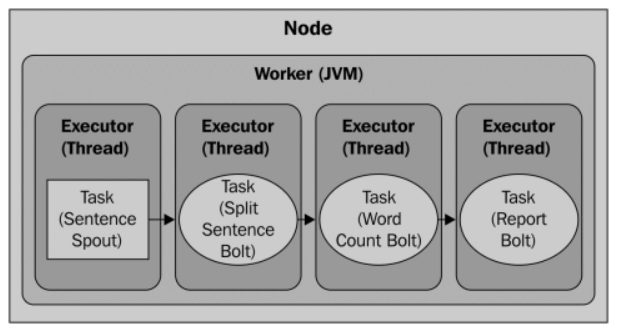 Node
Worker (JVM)
Executor
(Thread)
Executor
(Thread)
Executor
(Thread)
Executor
(Thread)
Task
(Sentence
Spout)
Task
(Split
Sentence
Bolt)
Task
(Word
Count Bolt)
Task
(Report
Bolt)